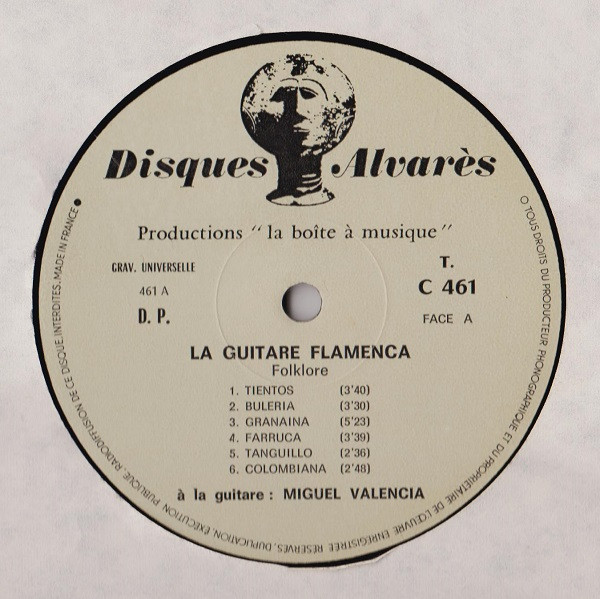 Disques Alvarès
Productions "la boîte à musique"
GRAV. UNIVERSELLE
461 A
D. P.
T.
C 461
FACE A
LA GUITARE FLAMENCA
Folklore
1. TIENTOS (3'40)
2. BULERIA (3'30)
3. GRANAINA (5'23)
4. FARRUCA (3'39)
5. TANGUILLO (2'36)
6. COLOMBIANA (2'48)
à la guitare : MIGUEL VALENCIA
O TOUS DROITS DU PRODUCTEUR PHONOGRAPHIQUE ET DU PROPRIETAIRE DE L'ŒUVRE ENREGISTRÉE RÉSERVÉS. DUPLICATION, EXÉCUTION PUBLIQUE, RADIODIFFUSION DE CE DISQUE INTERDITES. MADE IN FRANCE ●